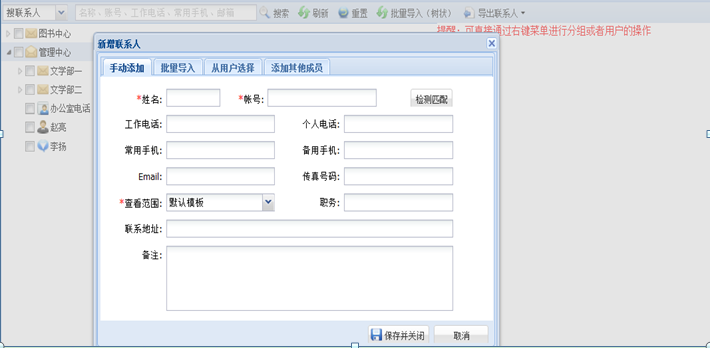 搜联系人 名称，账号，工作电话，常用手机，邮箱 搜索 刷新 重置 批量导入（树状） 导出联系人
提醒：可直接通过右键菜单进行分组或者用户的操作
图书中心
管理中心
文学部一
文学部二
办公室电话
赵亮
李扬
新增联系人
手动添加 批量导入 从用户选择 添加其他成员
*姓名: *帐号: 检测匹配
工作电话: 个人电话:
常用手机: 备用手机:
Email: 传真号码:
*查看范围: 默认模板 职务:
联系地址:
备注:
保存并关闭 取消